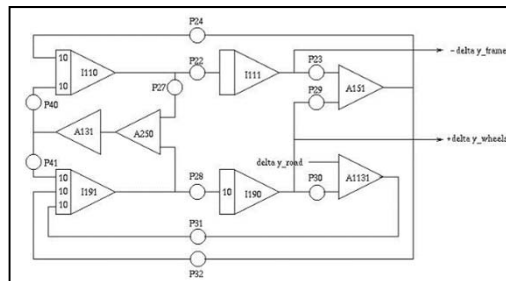 P24
10 I110 P22 I111 P23 - delta y_frame
10 P27 P29 A151
P40
A131 A250 +delta y_wheels
P41 delta y_road
10 P28 10 P30 A1131
10 I191 I190
10
P31
P32